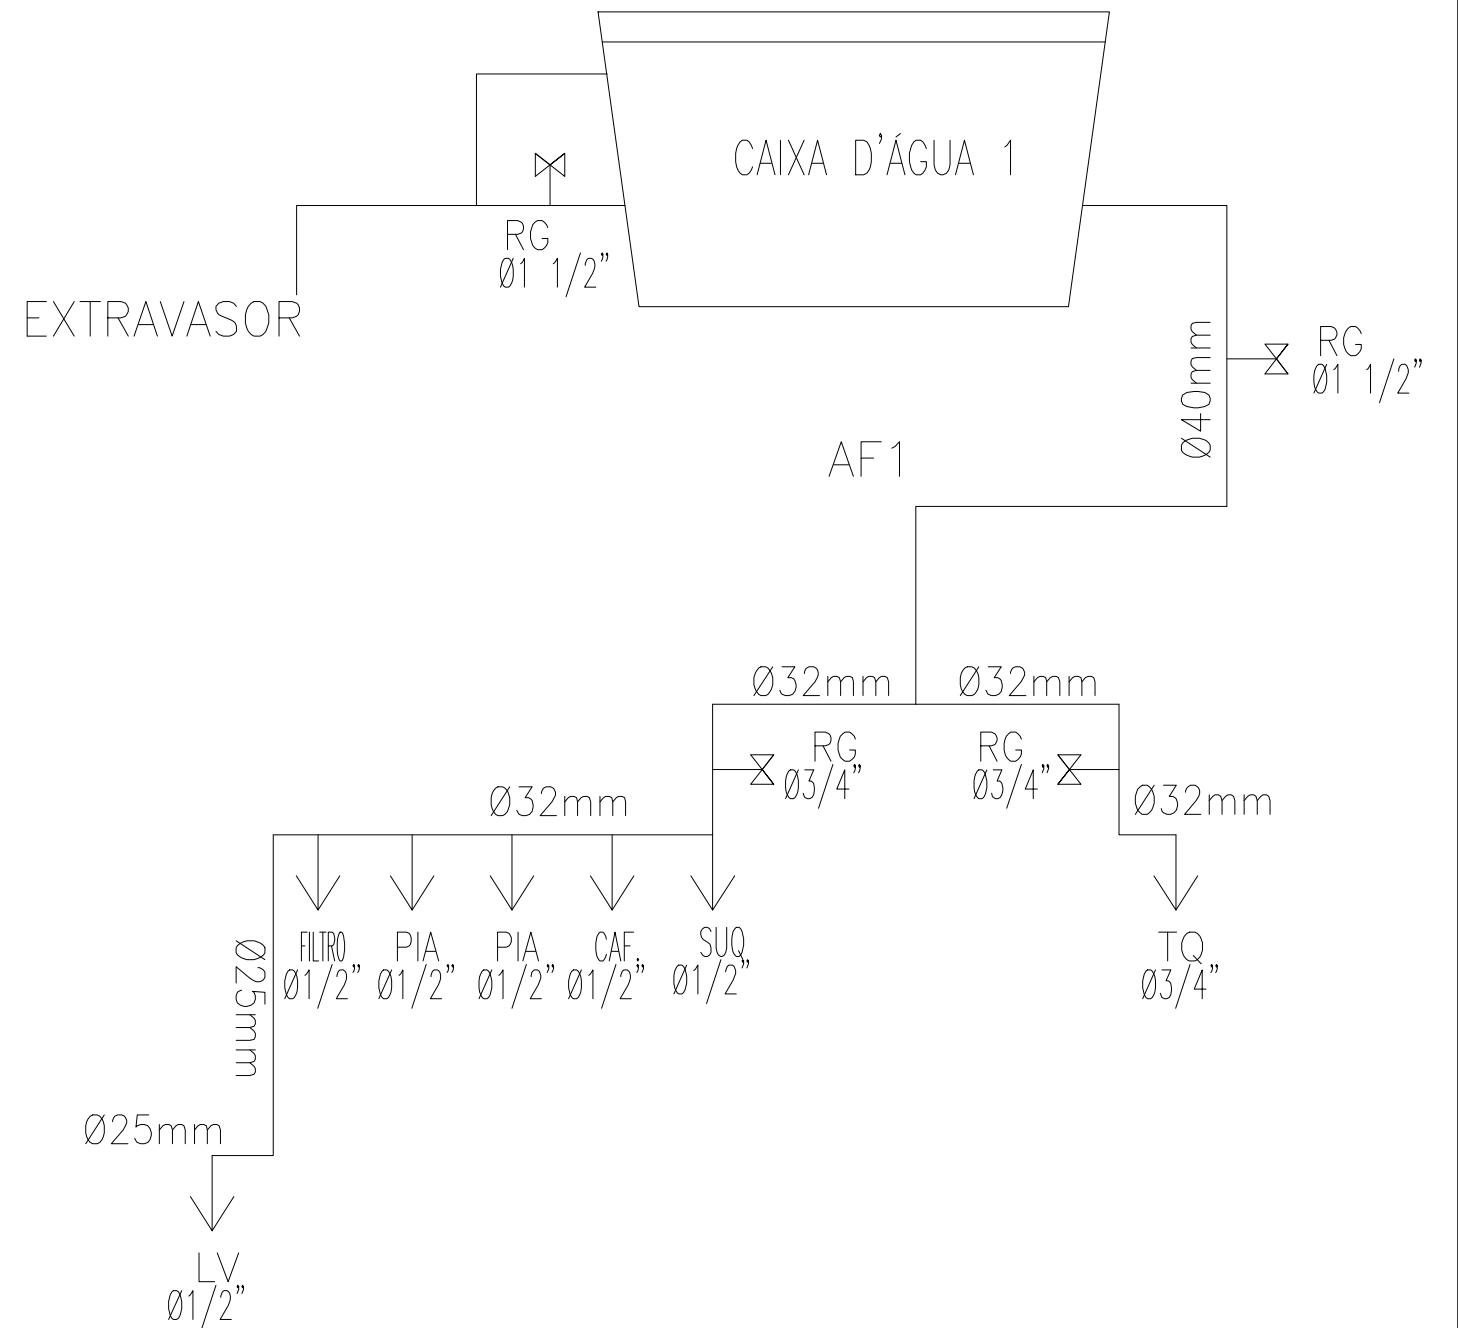 CAIXA D'ÁGUA 1
RG
Ø1 1/2"
EXTRAVASOR
Ø40mm
RG
Ø1 1/2"
AF1
Ø32mm
Ø32mm
RG
Ø3/4"
RG
Ø3/4"
Ø32mm
Ø32mm
FILTRO
Ø1/2"
PIA
Ø1/2"
PIA
Ø1/2"
CAF.
Ø1/2"
SUQ
Ø1/2"
TQ
Ø3/4"
Ø25mm
Ø25mm
LV
Ø1/2"